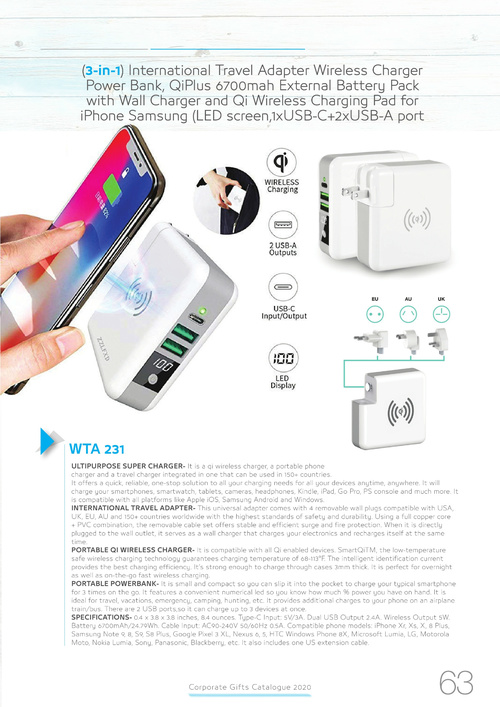 (3-in-1) International Travel Adapter Wireless Charger
Power Bank, QiPlus 6700mah External Battery Pack
with Wall Charger and Qi Wireless Charging Pad for
iPhone Samsung (LED screen,1xUSB-C+2xUSB-A port
WIRELESS
Charging
2 USB-A
Outputs
USB-C
Input/Output
100
LED
Display
100
ZZLFXD
EU
AU
UK
WTA 231
ULTIPURPOSE SUPER CHARGER- It is a qi wireless charger, a portable phone
charger and a travel charger integrated in one that can be used in 150+ countries.
It offers a quick, reliable, one-stop solution to all your charging needs for all your devices anytime, anywhere. It will
charge your smartphones, smartwatch, tablets, cameras, headphones, Kindle, iPad, Go Pro, PS console and much more. It
is compatible with all platforms like Apple iOS, Samsung Android and Windows.
INTERNATIONAL TRAVEL ADAPTER- This universal adapter comes with 4 removable wall plugs compatible with USA,
UK, EU, AU and 150+ countries worldwide with the highest standards of safety and durability. Using a full copper core
+ PVC combination, the removable cable set offers stable and efficient surge and fire protection. When it is directly
plugged to the wall outlet, it serves as a wall charger that charges your electronics and recharges itself at the same
time.
PORTABLE QI WIRELESS CHARGER- It is compatible with all Qi enabled devices. SmartQiTM, the low-temperature
safe wireless charging technology guarantees charging temperature of 68-113°F. The intelligent identification current
provides the best charging efficiency. It's strong enough to charge through cases 3mm thick. It is perfect for overnight
as well as on-the-go fast wireless charging.
PORTABLE POWERBANK- It is small and compact so you can slip it into the pocket to charge your typical smartphone
for 3 times on the go. It features a convenient numerical led so you know how much % power you have on hand. It is
ideal for travel, vacations, emergency, camping, hunting, etc. It provides additional charges to your phone on an airplane
train/bus. There are 2 USB ports,so it can charge up to 3 devices at once.
SPECIFICATIONS- 0.4 x 3.8 x 3.8 inches, 8.4 ounces. Type-C Input: 5V/3A. Dual USB Output 2.4A. Wireless Output 5W.
Battery 6700mAh/24.79Wh. Cable Input: AC90-240V 50/60Hz 0.5A. Compatible phone models: iPhone Xr, Xs, X, 8 Plus,
Samsung Note 9, 8, S9, S8 Plus, Google Pixel 3 XL, Nexus 6, 5, HTC Windows Phone 8X, Microsoft Lumia, LG, Motorola
Moto, Nokia Lumia, Sony, Panasonic, Blackberry, etc. It also includes one US extension cable.
Corporate Gifts Catalogue 2020
63